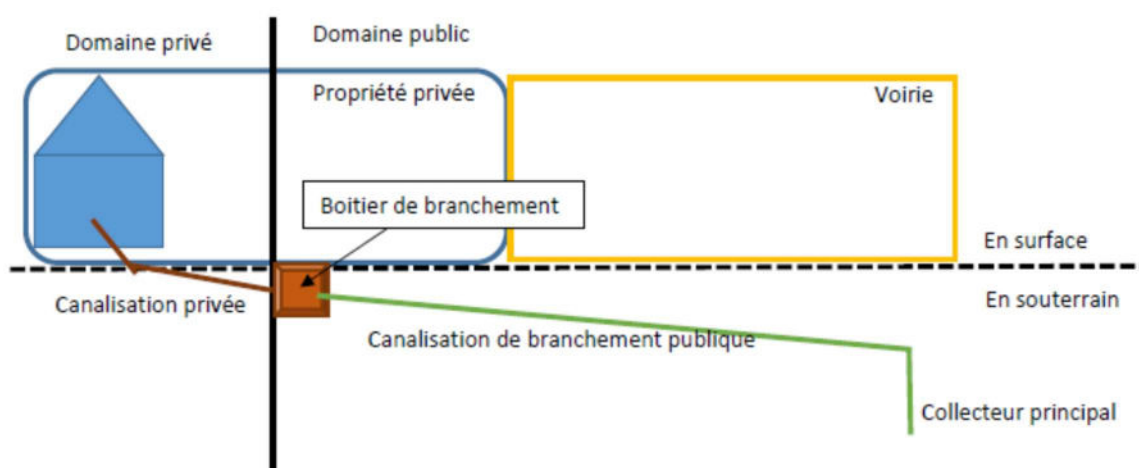 Domaine privé
Domaine public
Propriété privée
Voirie
Boitier de branchement
En surface
Canalisation privée
En souterrain
Canalisation de branchement publique
Collecteur principal